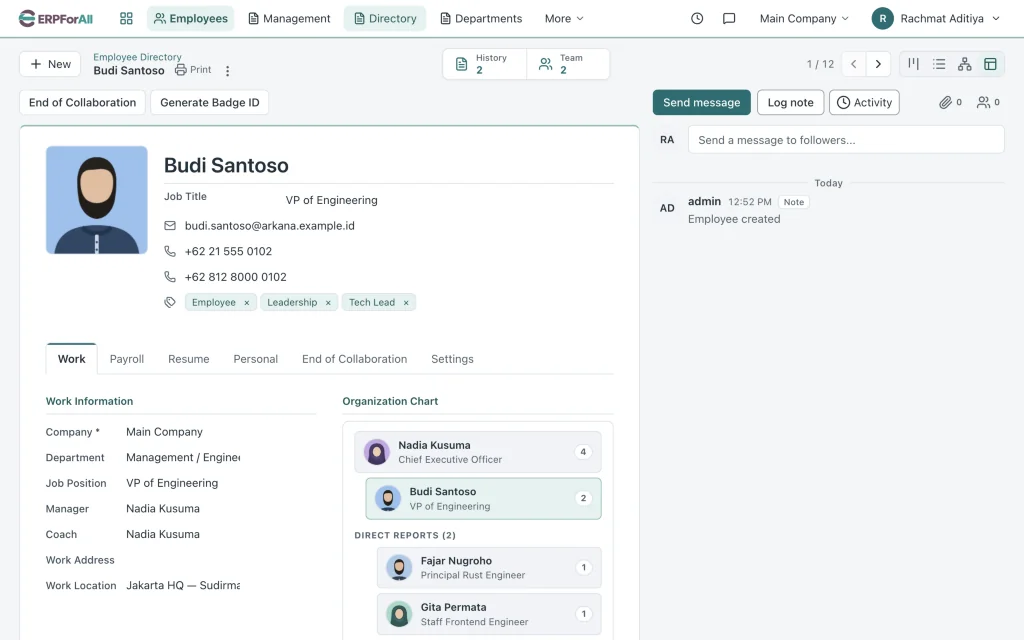 ERPForAll
Employees
Management
Directory
Departments
More
Main Company
R
Rachmat Aditiya
New
Employee Directory
Budi Santoso
Print
History
2
Team
2
1 / 12
End of Collaboration
Generate Badge ID
Send message
Log note
Activity
0
0
Budi Santoso
Job Title
VP of Engineering
budi.santoso@arkana.example.id
+62 21 555 0102
+62 812 8000 0102
Employee ×
Leadership ×
Tech Lead ×
Work
Payroll
Resume
Personal
End of Collaboration
Settings
Work Information
Company * Main Company
Department Management / Engine
Job Position VP of Engineering
Manager Nadia Kusuma
Coach Nadia Kusuma
Work Address
Work Location Jakarta HQ — Sudirma
Organization Chart
Nadia Kusuma
Chief Executive Officer
4
Budi Santoso
VP of Engineering
2
DIRECT REPORTS (2)
Fajar Nugroho
Principal Rust Engineer
1
Gita Permata
Staff Frontend Engineer
1
RA
Send a message to followers...
Today
AD
admin 12:52 PM Note
Employee created